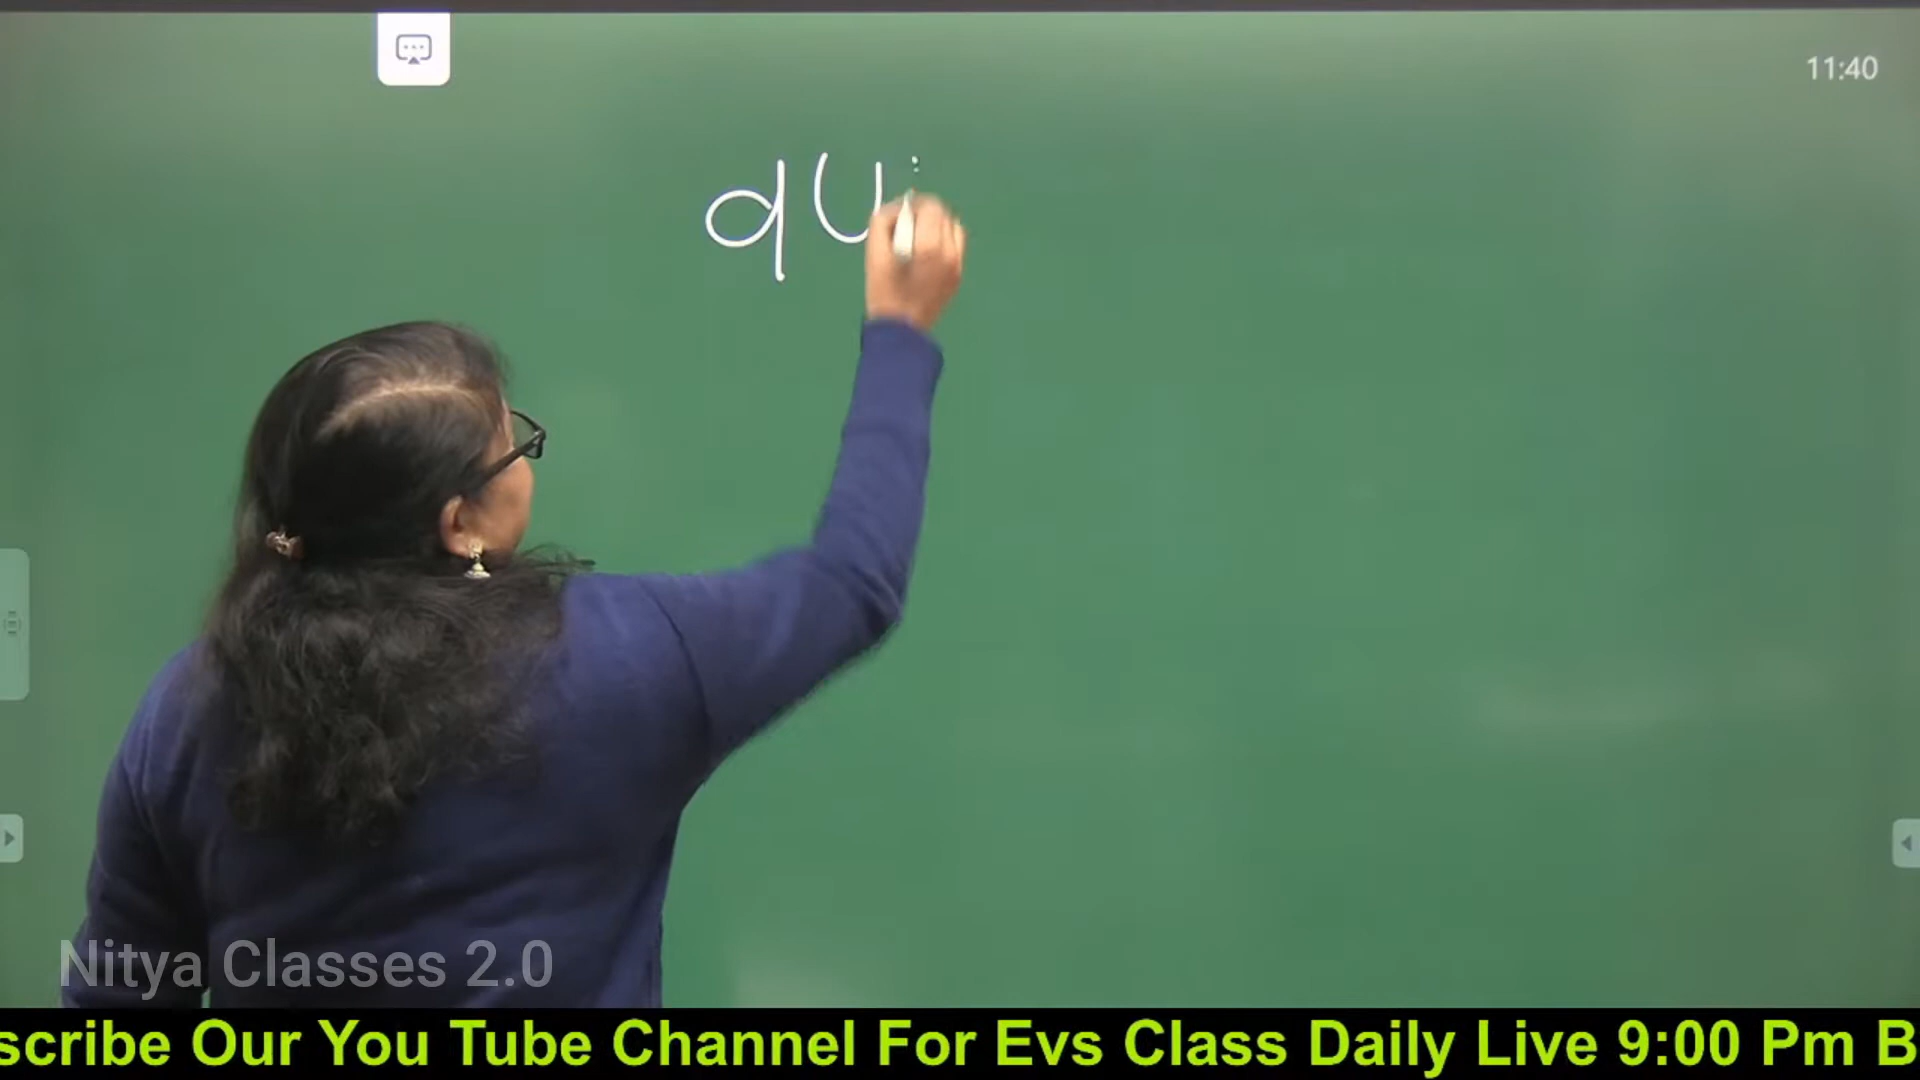 11:40
Nitya Classes 2.0
scribe Our You Tube Channel For Evs Class Daily Live 9:00 Pm B